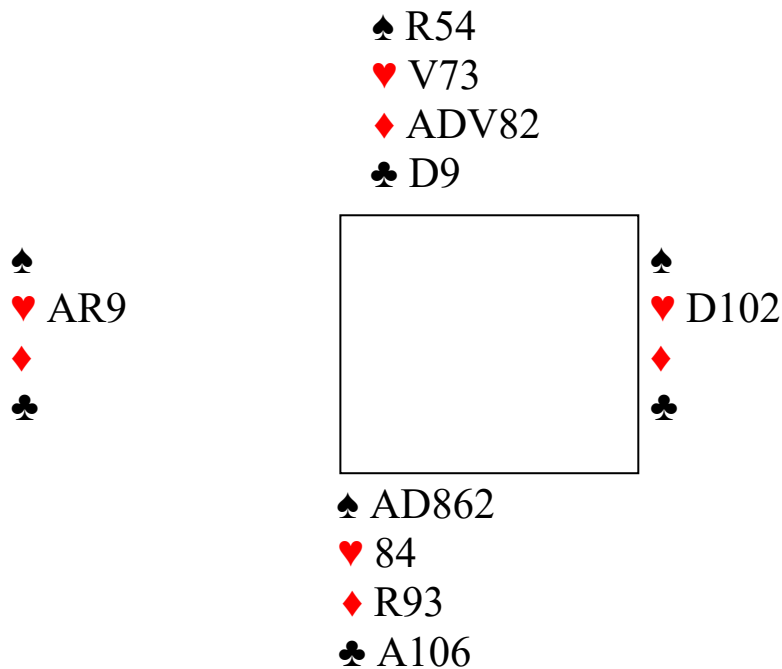 ♠ R54
♥ V73
♦ ADV82
♣ D9
♠
♥ AR9
♦
♣
♠
♥ D102
♦
♣
♠ AD862
♥ 84
♦ R93
♣ A106